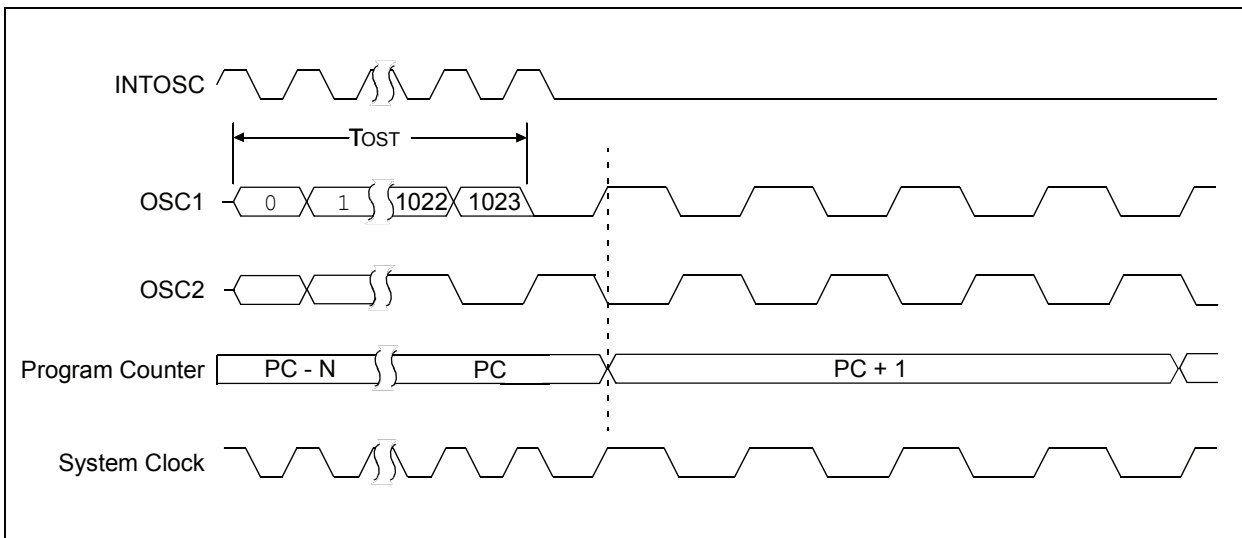 INTOSC
TOST
OSC1 0 1 1022 1023
OSC2
Program Counter PC - N PC PC + 1
System Clock